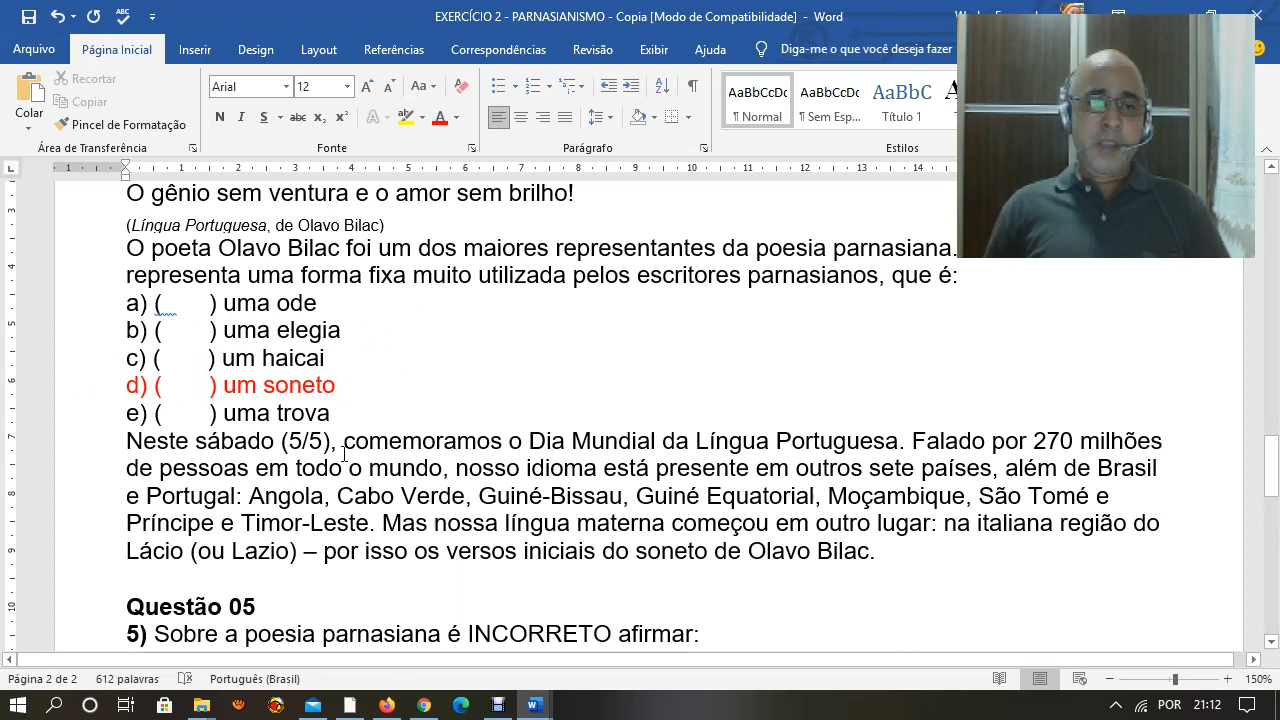 EXERCÍCIO 2 - PARNASIANISMO - Copia [Modo de Compatibilidade] - Word
Arquivo Página Inicial Inserir Design Layout Referências Correspondências Revisão Exibir Ajuda Diga-me o que você deseja fazer
Colar
Recortar
Copiar
Pincel de Formatação
Área de Transferência
Arial 12
Fonte
Parágrafo
AaBbCcDc AaBbCcDc AaBbCc
¶ Normal ¶ Sem Esp... Título 1
Estilos
O gênio sem ventura e o amor sem brilho!
(Língua Portuguesa, de Olavo Bilac)
O poeta Olavo Bilac foi um dos maiores representantes da poesia parnasiana.
representa uma forma fixa muito utilizada pelos escritores parnasianos, que é:
a) ( ) uma ode
b) ( ) uma elegia
c) ( ) um haicai
d) ( ) um soneto
e) ( ) uma trova
Neste sábado (5/5), comemoramos o Dia Mundial da Língua Portuguesa. Falado por 270 milhões
de pessoas em todo o mundo, nosso idioma está presente em outros sete países, além de Brasil
e Portugal: Angola, Cabo Verde, Guiné-Bissau, Guiné Equatorial, Moçambique, São Tomé e
Príncipe e Timor-Leste. Mas nossa língua materna começou em outro lugar: na italiana região do
Lácio (ou Lazio) – por isso os versos iniciais do soneto de Olavo Bilac.
Questão 05
5) Sobre a poesia parnasiana é INCORRETO afirmar:
Página 2 de 2 612 palavras Português (Brasil) 150%
POR 21:12